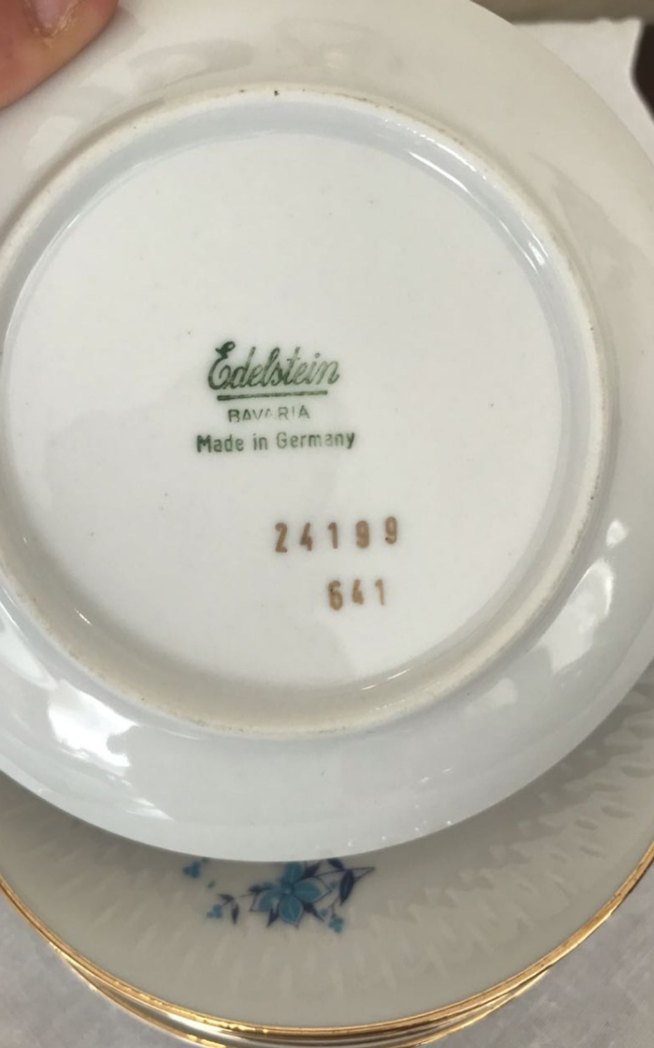 Edelstein
BAVARIA
Made in Germany
24199
641